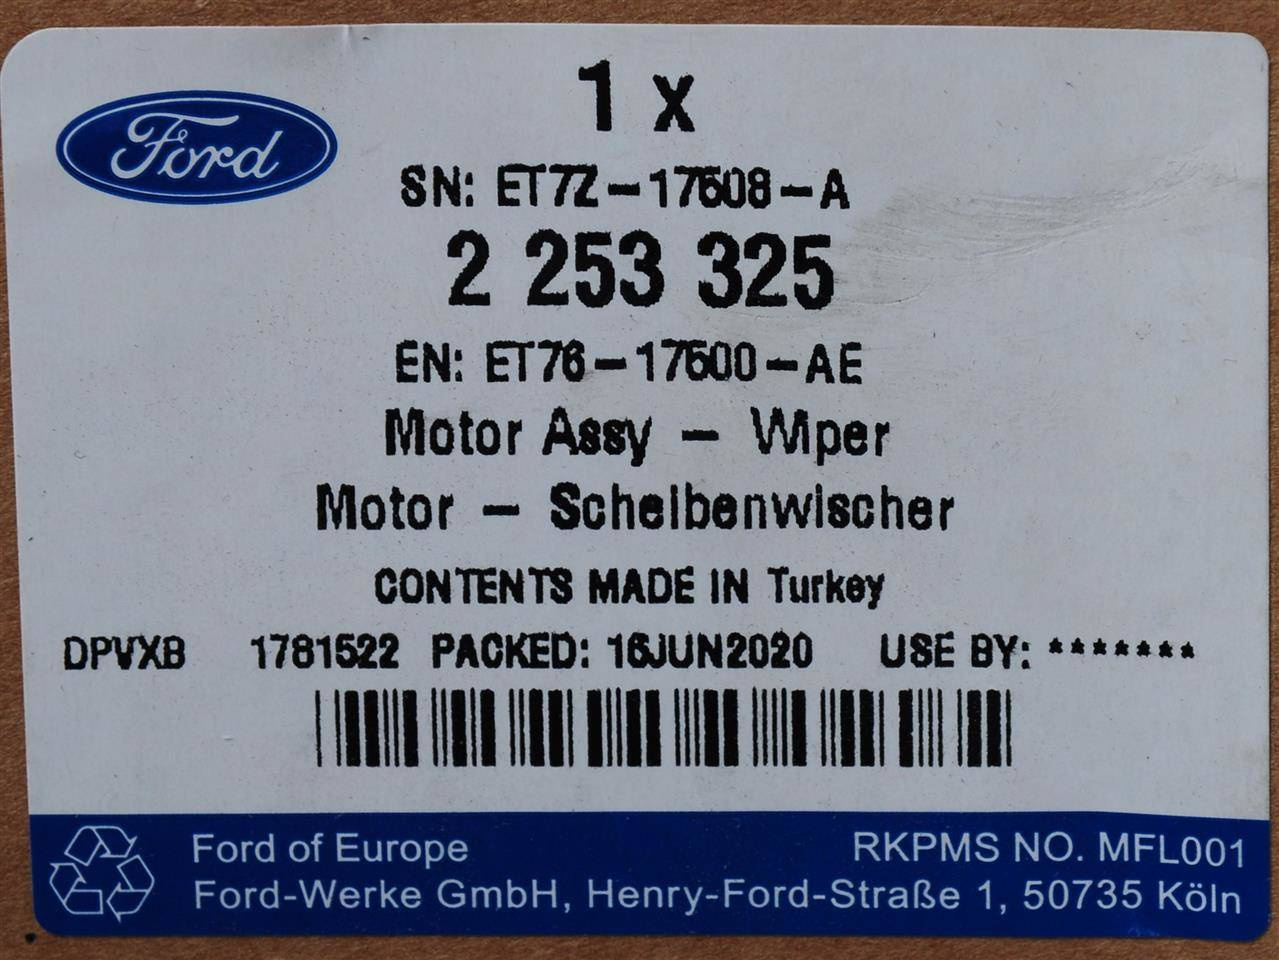 Ford
1 x
SN: ET7Z-17508-A
2 253 325
EN: ET76-17500-AE
Motor Assy - Wiper
Motor - Scheibenwischer
CONTENTS MADE IN Turkey
DPVXB 1781522 PACKED: 16JUN2020 USE BY: *******
Ford of Europe RKPMS NO. MFL001
Ford-Werke GmbH, Henry-Ford-Straße 1, 50735 Köln